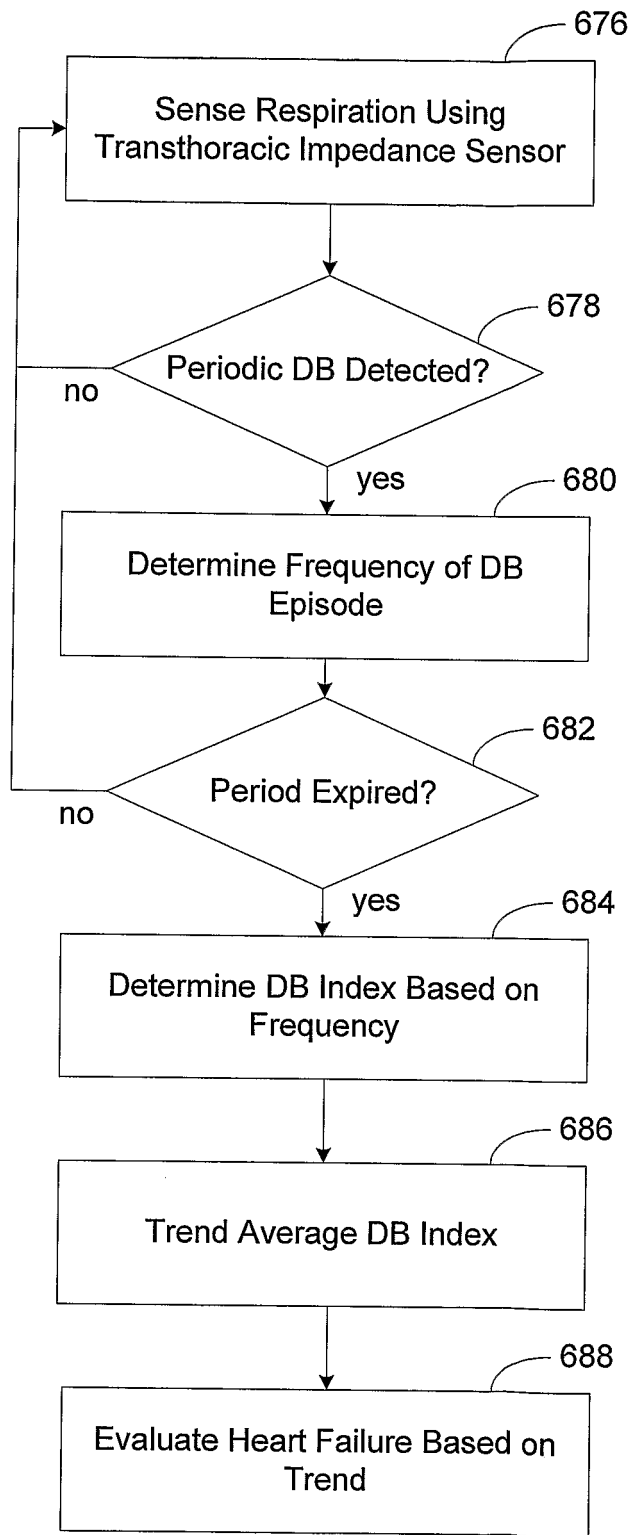 676
Sense Respiration Using
Transthoracic Impedance Sensor
678
Periodic DB Detected?
no
yes
680
Determine Frequency of DB
Episode
682
Period Expired?
no
yes
684
Determine DB Index Based on
Frequency
686
Trend Average DB Index
688
Evaluate Heart Failure Based on
Trend